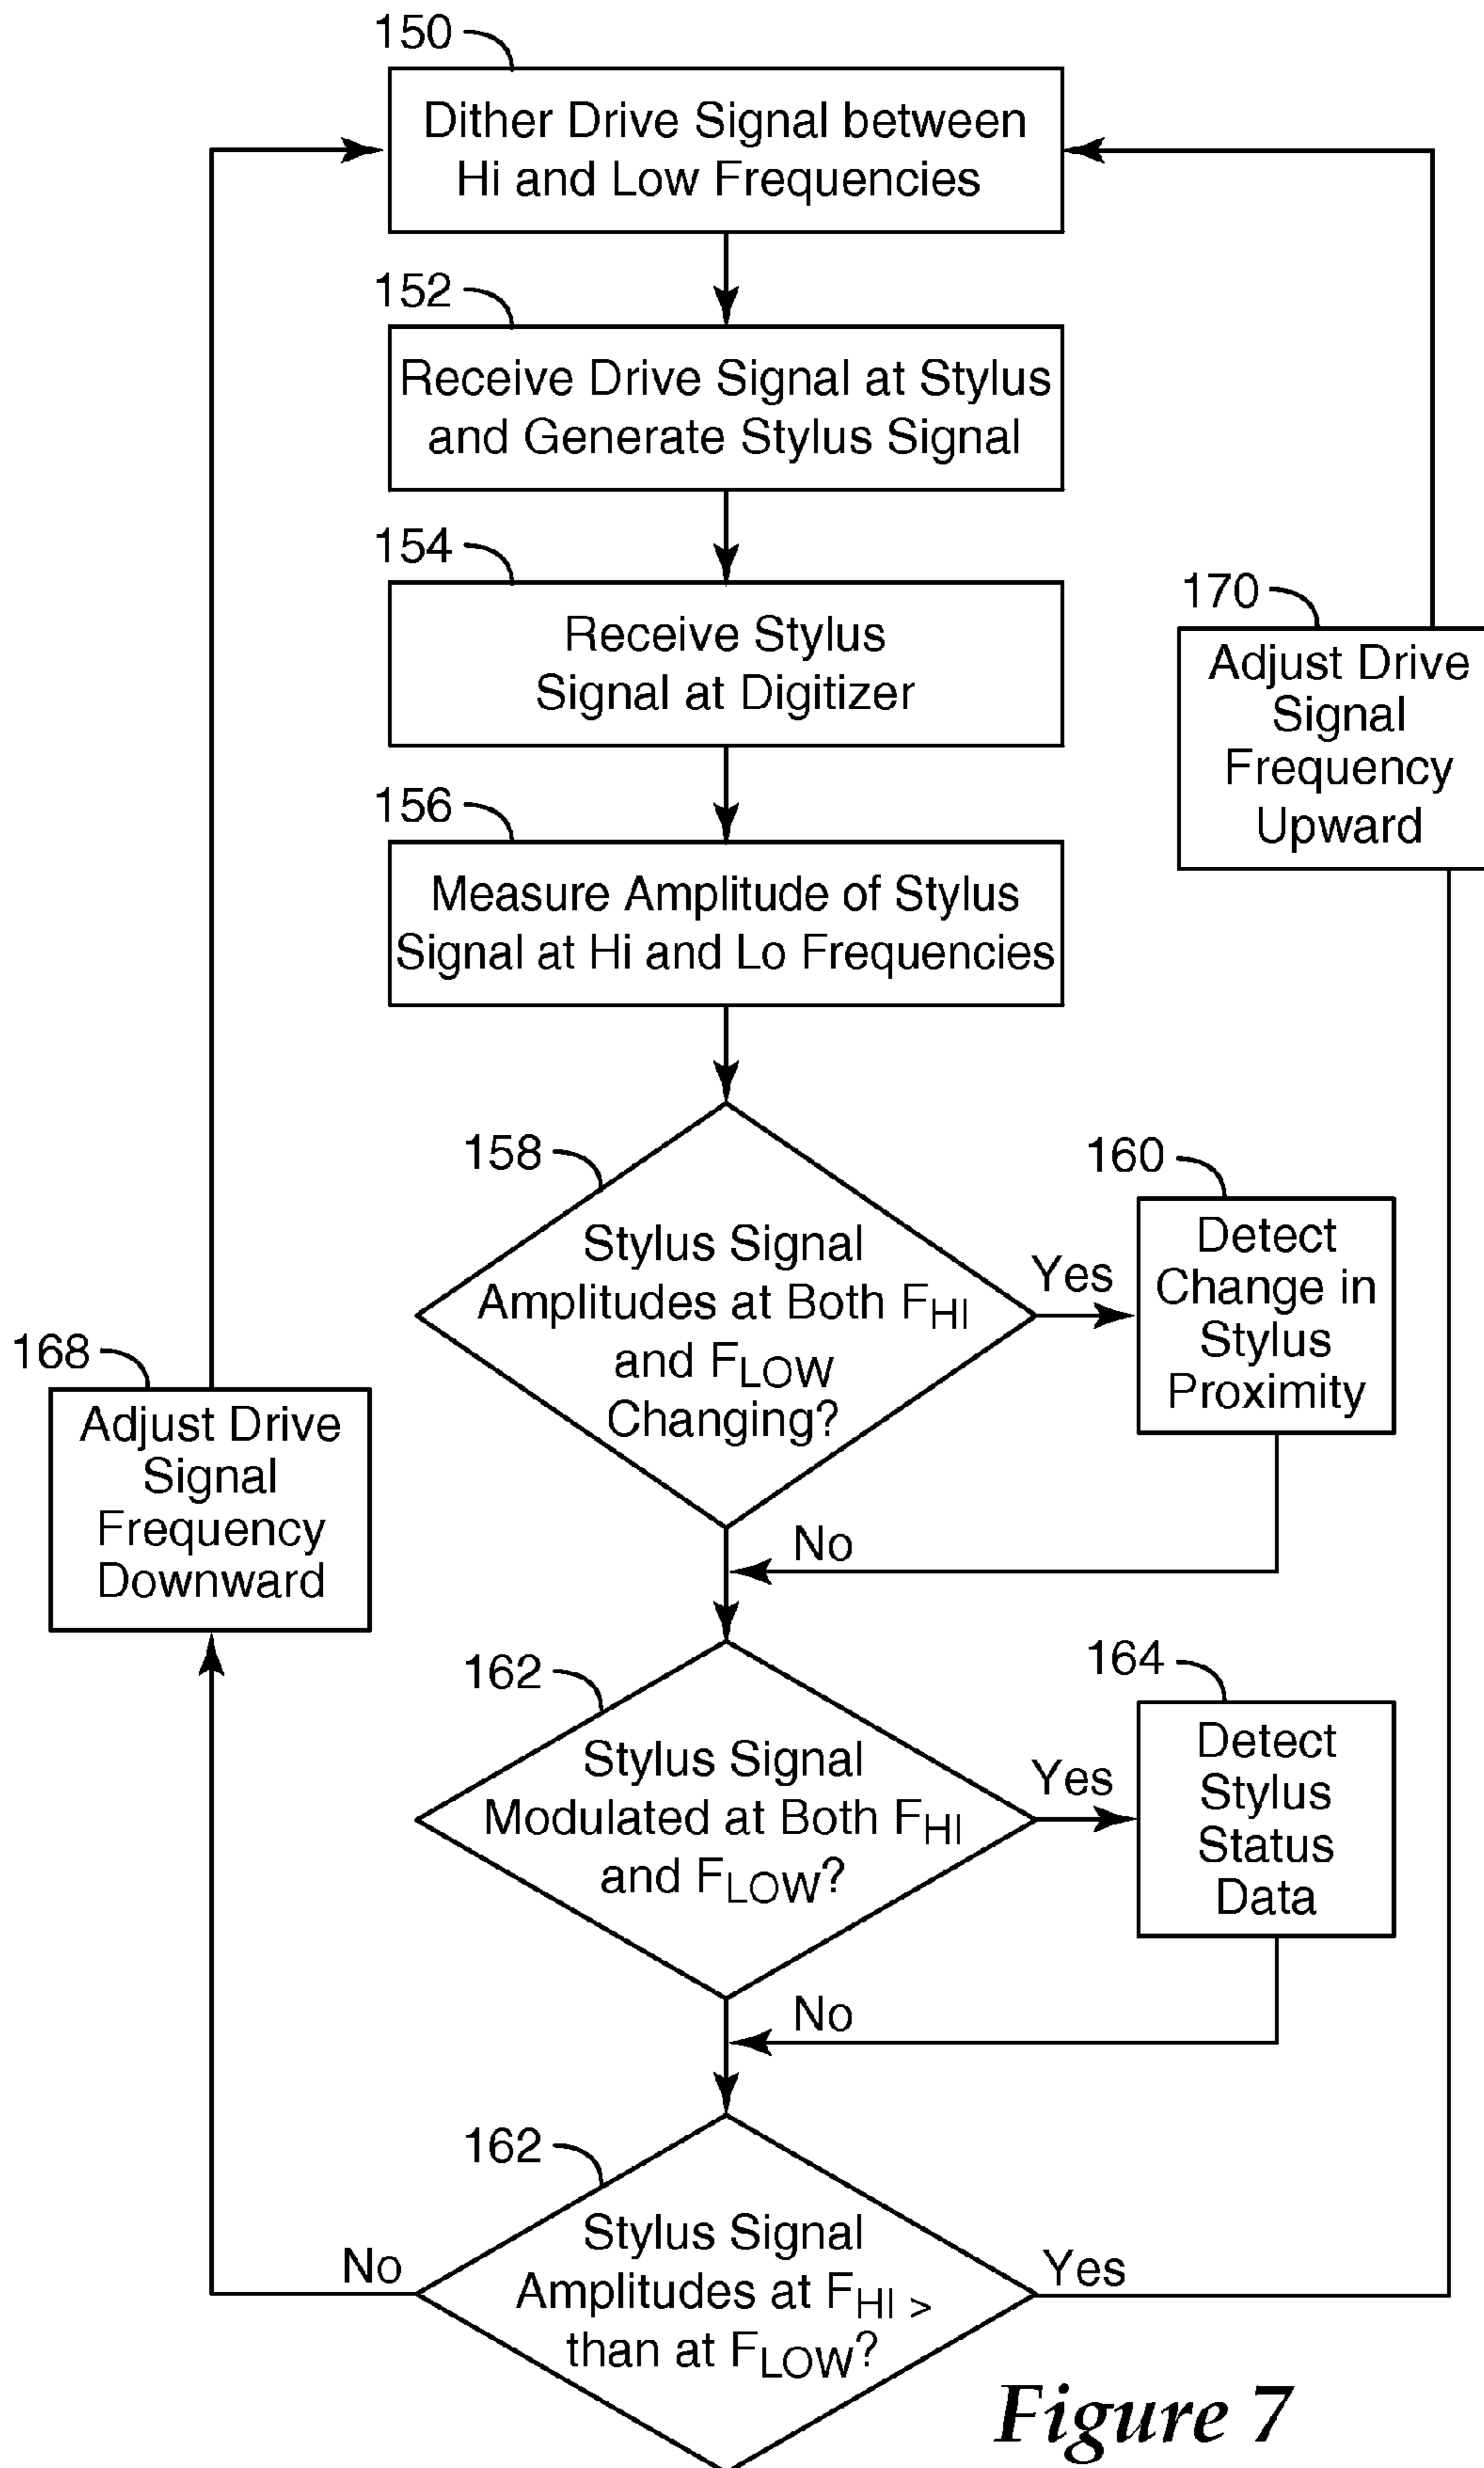 150
Dither Drive Signal between
Hi and Low Frequencies
152
Receive Drive Signal at Stylus
and Generate Stylus Signal
154
Receive Stylus
Signal at Digitizer
170
Adjust Drive
Signal
Frequency
Upward
156
Measure Amplitude of Stylus
Signal at Hi and Lo Frequencies
158
Stylus Signal
Amplitudes at Both FHI
and FLOW
Changing?
Yes
160
Detect
Change in
Stylus
Proximity
No
168
Adjust Drive
Signal
Frequency
Downward
162
Stylus Signal
Modulated at Both FHI
and FLOW?
Yes
164
Detect
Stylus
Status
Data
No
162
Stylus Signal
Amplitudes at FHI >
than at FLOW?
No
Yes
Figure 7